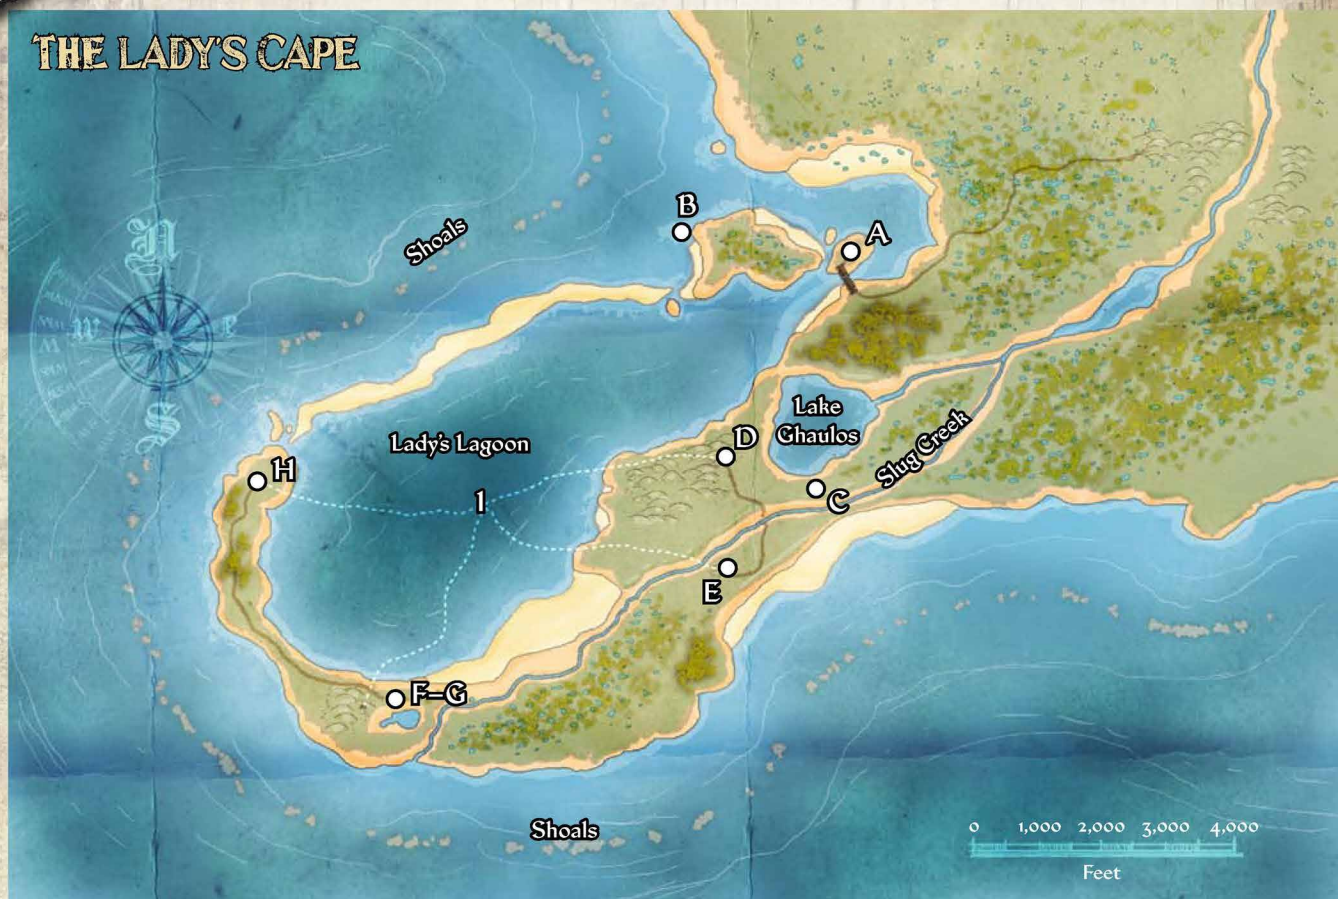 THE LADY'S CAPE
B
A
Shoals
N
W
E
S
Lake
Ghaulos
D
Lady's Lagoon
Slug Creek
H
1
C
E
F–G
Shoals
0 1,000 2,000 3,000 4,000
Feet